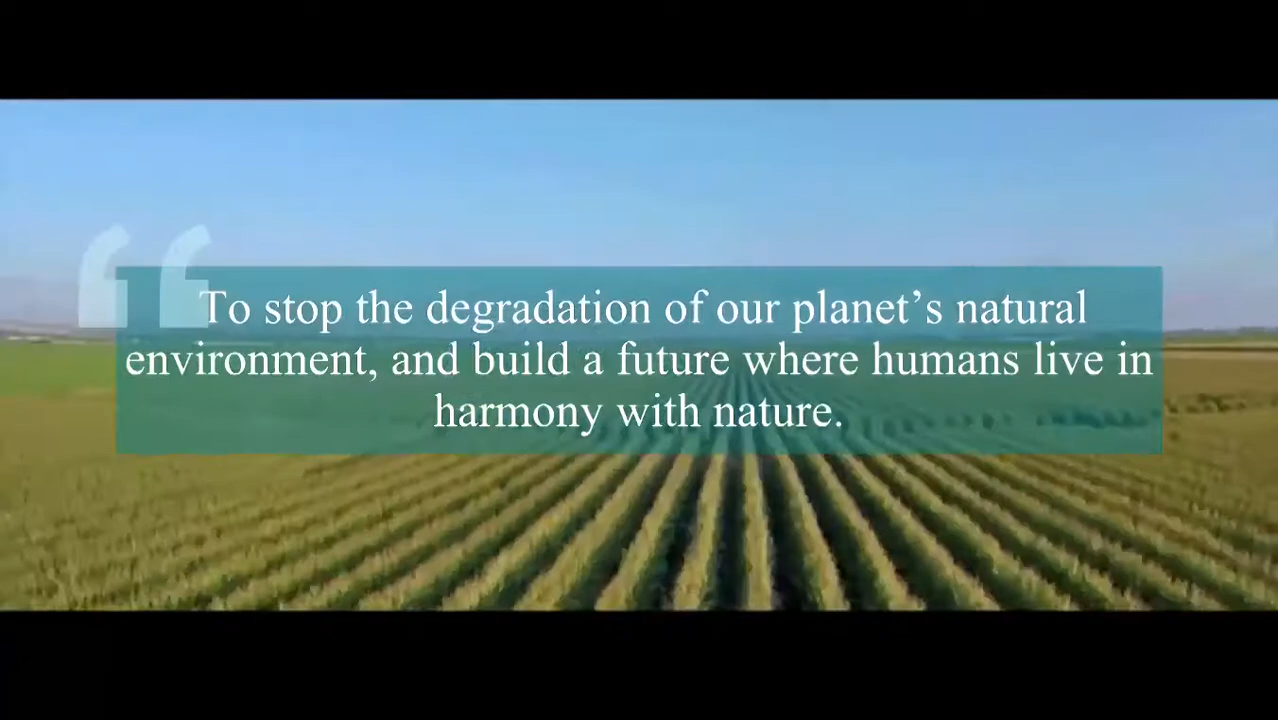 “
To stop the degradation of our planet’s natural
environment, and build a future where humans live in
harmony with nature.